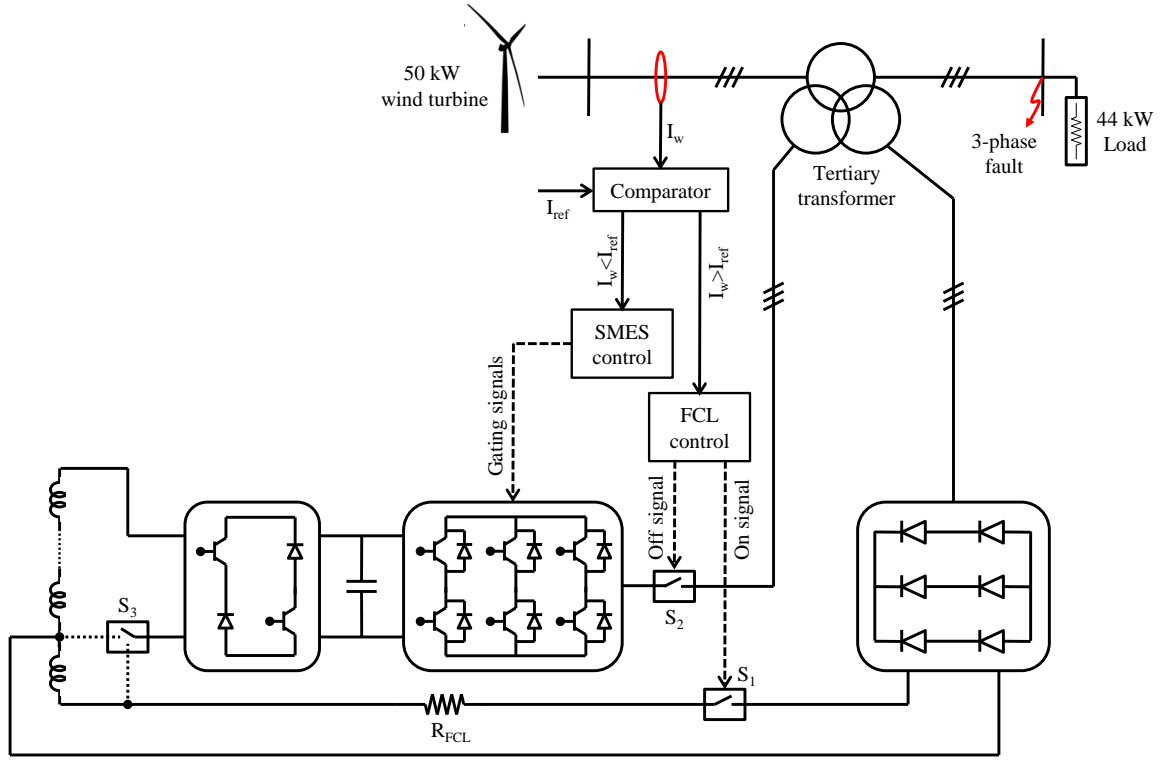 50 kW
wind turbine
I_w
3-phase
fault
44 kW
Load
Tertiary
transformer
Comparator
I_ref
I_w<I_ref
I_w>I_ref
SMES
control
Gating signals
FCL
control
Off signal
On signal
S_3
S_2
S_1
R_FCL